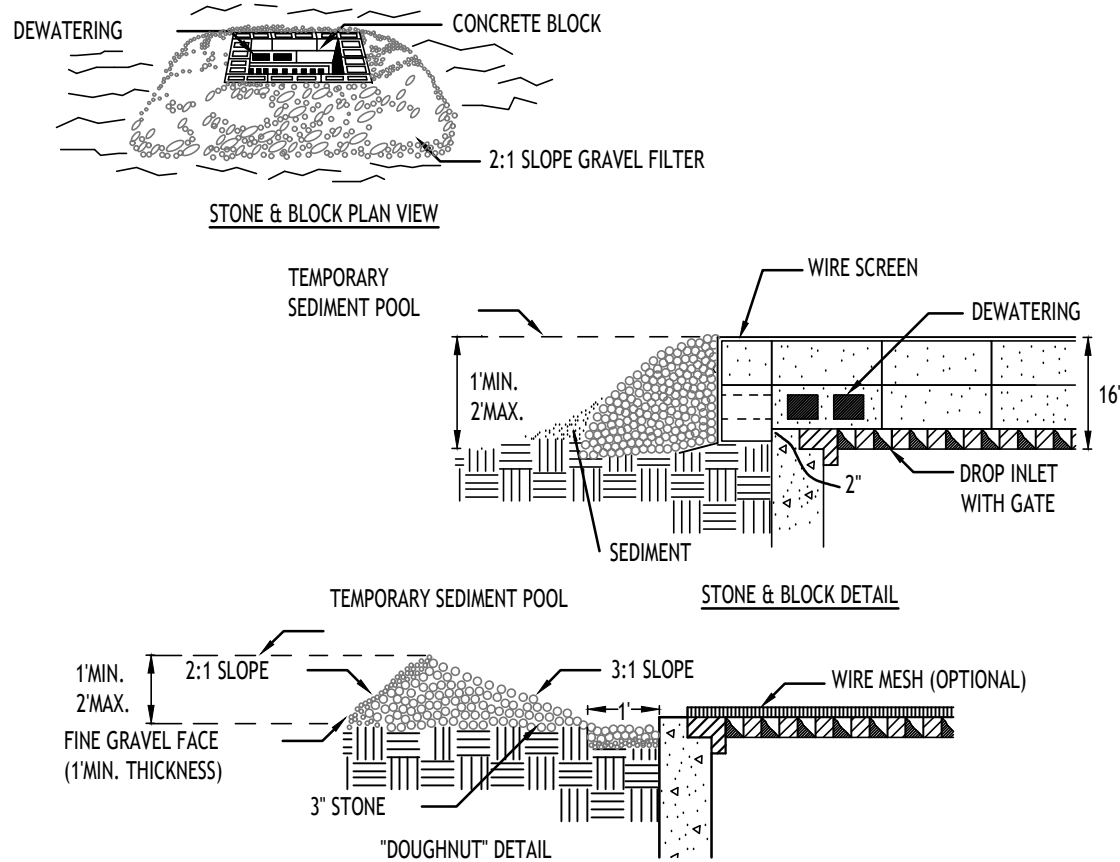 DEWATERING
CONCRETE BLOCK
2:1 SLOPE GRAVEL FILTER
STONE & BLOCK PLAN VIEW
TEMPORARY
SEDIMENT POOL
WIRE SCREEN
DEWATERING
1'MIN.
2'MAX.
16"
DROP INLET
WITH GATE
2"
SEDIMENT
STONE & BLOCK DETAIL
TEMPORARY SEDIMENT POOL
1'MIN.
2'MAX.
2:1 SLOPE
3:1 SLOPE
WIRE MESH (OPTIONAL)
1'
FINE GRAVEL FACE
(1'MIN. THICKNESS)
3" STONE
"DOUGHNUT" DETAIL